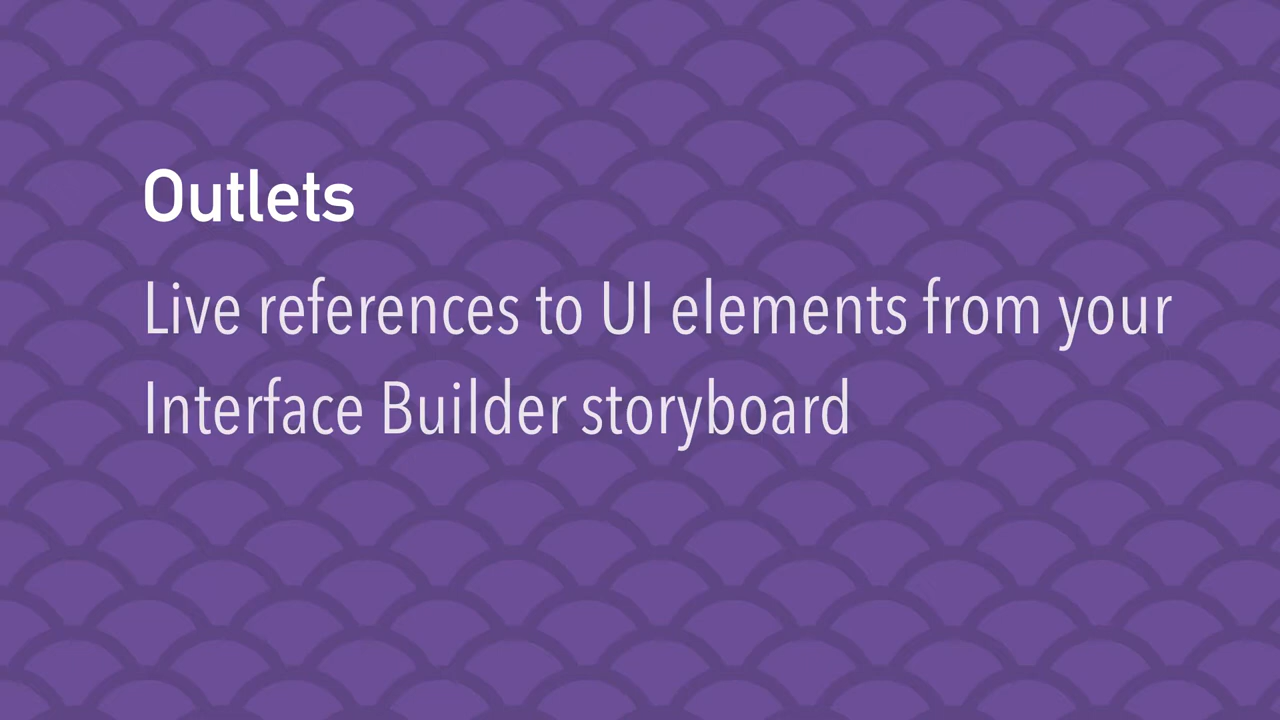 Outlets
Live references to UI elements from your
Interface Builder storyboard